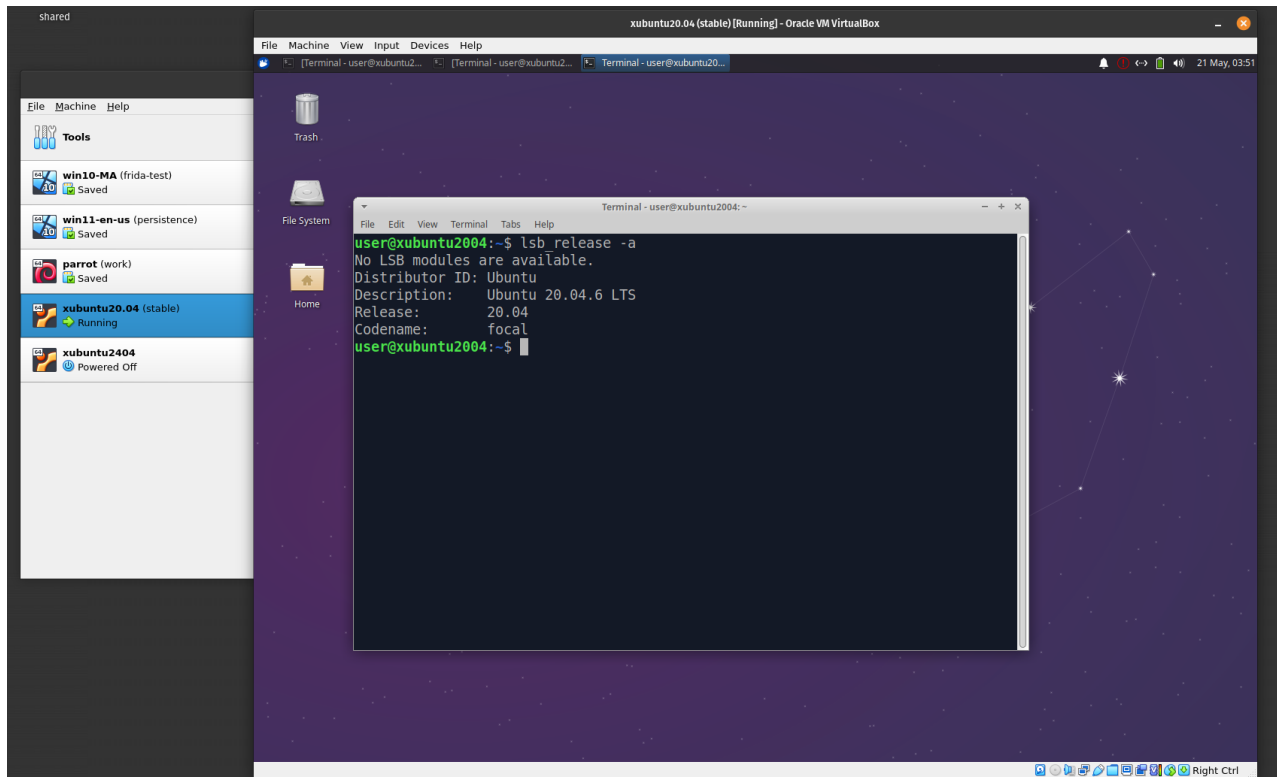 shared
xubuntu20.04 (stable) [Running] - Oracle VM VirtualBox
File Machine View Input Devices Help
[Terminal - user@xubuntu2... [Terminal - user@xubuntu2... Terminal - user@xubuntu20... 21 May, 03:51
File Machine Help
Tools
win10-MA (frida-test)
Saved
win11-en-us (persistence)
Saved
parrot (work)
Saved
xubuntu20.04 (stable)
Running
xubuntu2404
Powered Off
Trash
File System
Home
Terminal - user@xubuntu2004: ~
File Edit View Terminal Tabs Help
user@xubuntu2004:~$ lsb_release -a
No LSB modules are available.
Distributor ID: Ubuntu
Description: Ubuntu 20.04.6 LTS
Release: 20.04
Codename: focal
user@xubuntu2004:~$
Right Ctrl